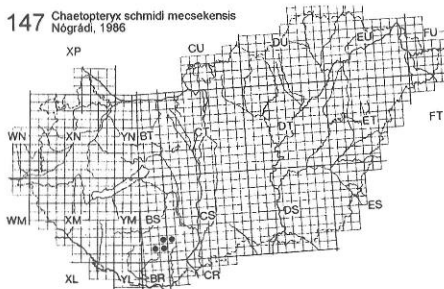 147 Chaetopteryx schmidi mecsekensis
Nógrádi, 1986
XP CU DU EU FU
WN XN YN BT CT DT ET FT
WM XM YM BS CS DS ES
XL YL BR CR